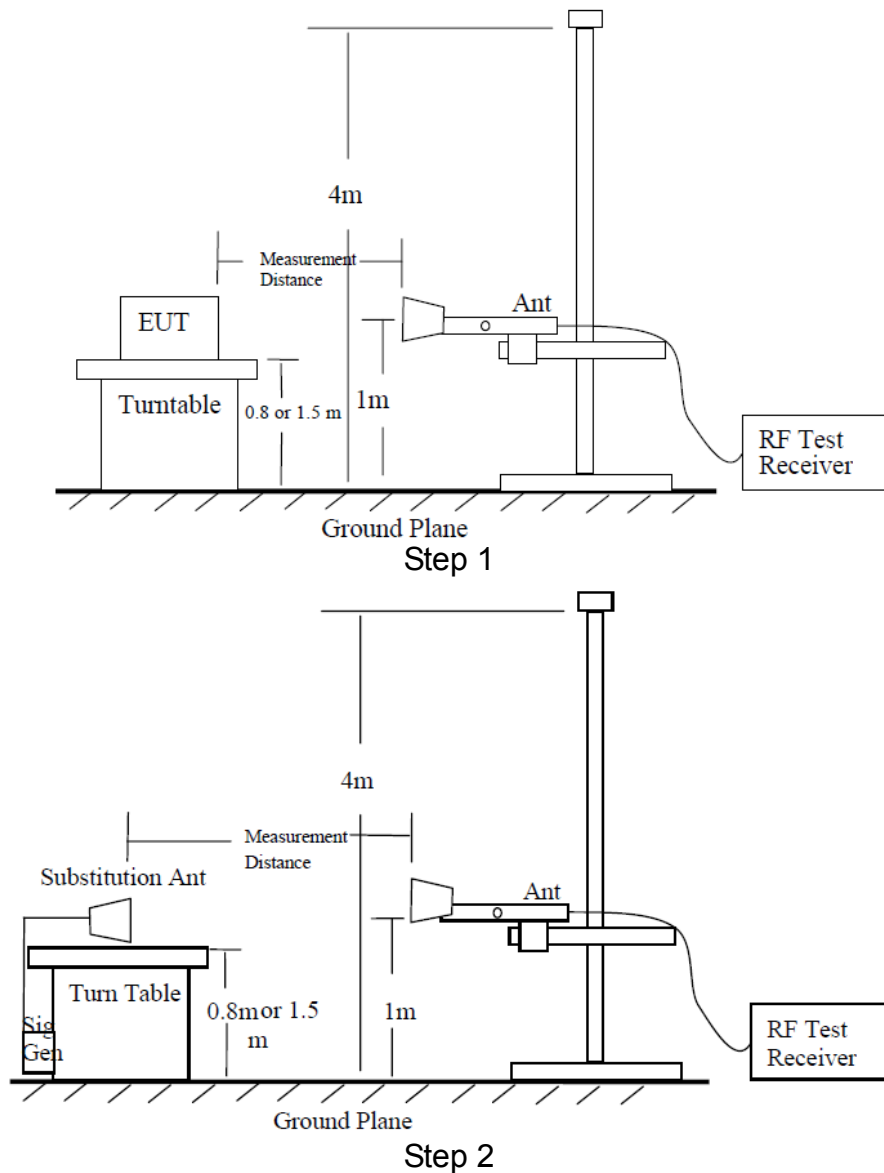 4m
Measurement
Distance
Ant
EUT
1m
0.8 or 1.5 m
Turntable
RF Test
Receiver
Ground Plane
Step 1
4m
Measurement
Distance
Substitution Ant
Ant
Turn Table
0.8m or 1.5
m
1m
Sig
Gen
RF Test
Receiver
Ground Plane
Step 2